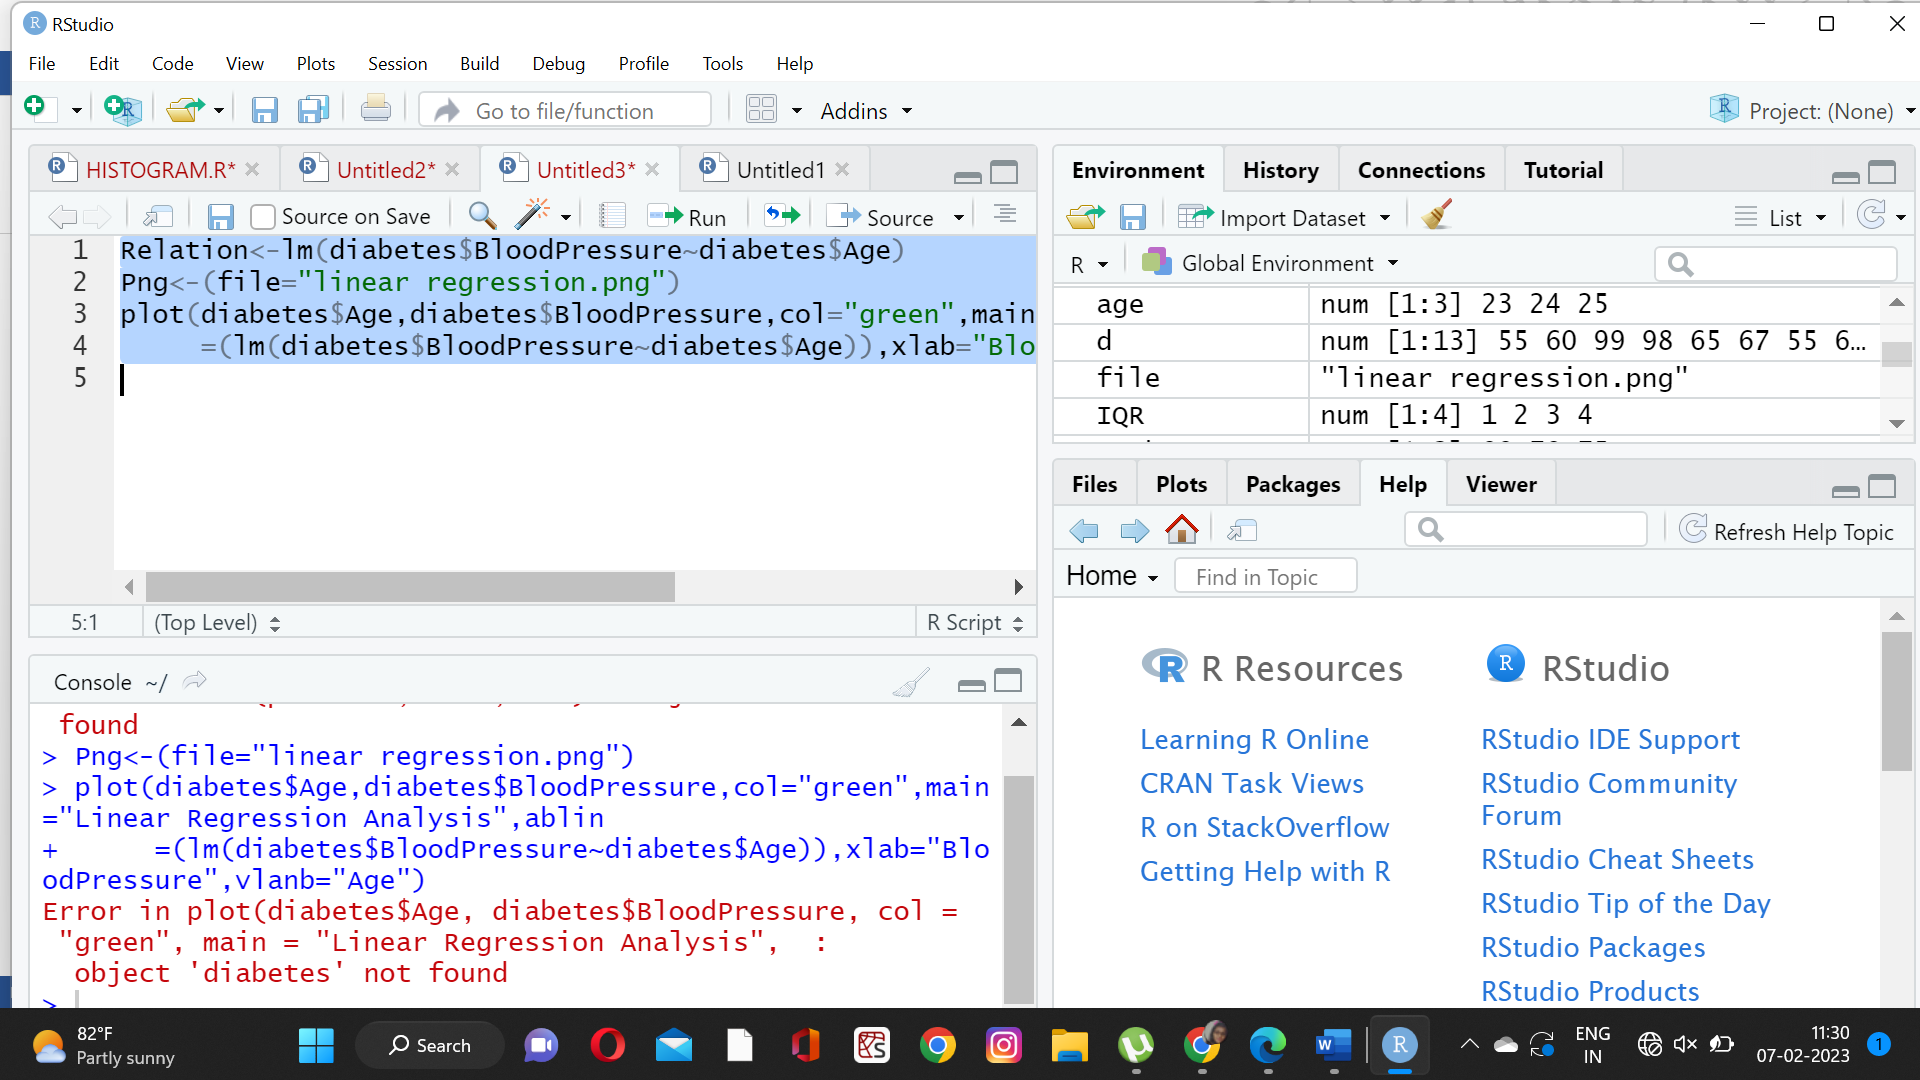 RStudio
File Edit Code View Plots Session Build Debug Profile Tools Help
Go to file/function Addins Project: (None)
HISTOGRAM.R* Untitled2* Untitled3* Untitled1
Source on Save Run Source
1 Relation<-lm(diabetes$BloodPressure~diabetes$Age)
2 Png<-(file="linear regression.png")
3 plot(diabetes$Age,diabetes$BloodPressure,col="green",main
4 =(lm(diabetes$BloodPressure~diabetes$Age)),xlab="Blo
5
5:1 (Top Level) R Script
Console ~/
found
> Png<-(file="linear regression.png")
> plot(diabetes$Age,diabetes$BloodPressure,col="green",main
="Linear Regression Analysis",ablin
+ =(lm(diabetes$BloodPressure~diabetes$Age)),xlab="Blo
odPressure",vlanb="Age")
Error in plot(diabetes$Age, diabetes$BloodPressure, col =
"green", main = "Linear Regression Analysis", :
object 'diabetes' not found
>
Environment History Connections Tutorial
Import Dataset List
R Global Environment
age num [1:3] 23 24 25
d num [1:13] 55 60 99 98 65 67 55 6…
file "linear regression.png"
IQR num [1:4] 1 2 3 4
Files Plots Packages Help Viewer
Refresh Help Topic
Home Find in Topic
R Resources
Learning R Online
CRAN Task Views
R on StackOverflow
Getting Help with R
RStudio
RStudio IDE Support
RStudio Community
Forum
RStudio Cheat Sheets
RStudio Tip of the Day
RStudio Packages
RStudio Products
82°F
Partly sunny
Search
ENG
IN
11:30
07-02-2023
1